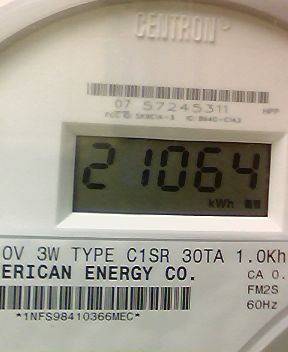 CENTRON®
07 57245311 HPP
21064
kWh
0V 3W TYPE C1SR 30TA 1.0Kh
ERICAN ENERGY CO. CA 0.
FM2S
60Hz
*1NFS98410366MEC*